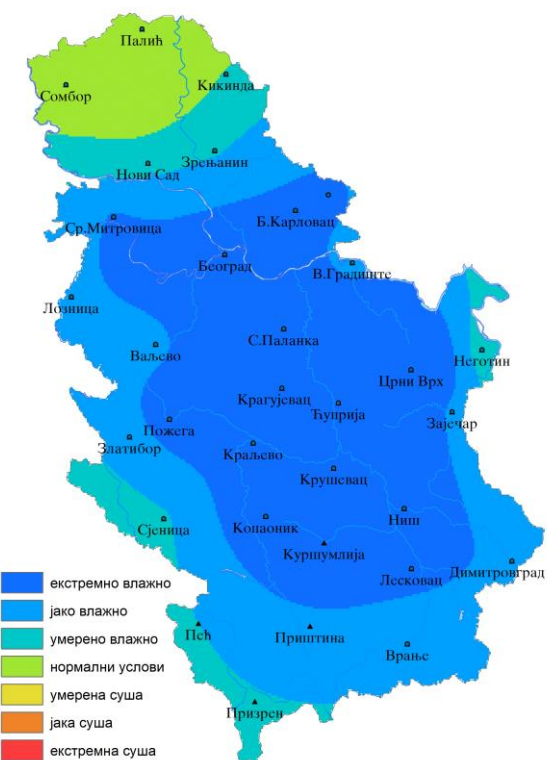 Палић
Кикинда
Сомбор
Зрењанин
Нови Сад
Б.Карловац
Ср.Митровица
Београд
В.Градиште
Лозница
С.Паланка
Ваљево
Неготин
Црни Врх
Крагујевац
Ћуприја
Зајечар
Пожега
Златибор
Краљево
Крушевац
Сјеница
Копаоник
Ниш
Куршумлија
Димитровград
Лесковац
Пећ
Приштина
Врање
Призрен
екстремно влажно
јако влажно
умерено влажно
нормални услови
умерена суша
јака суша
екстремна суша